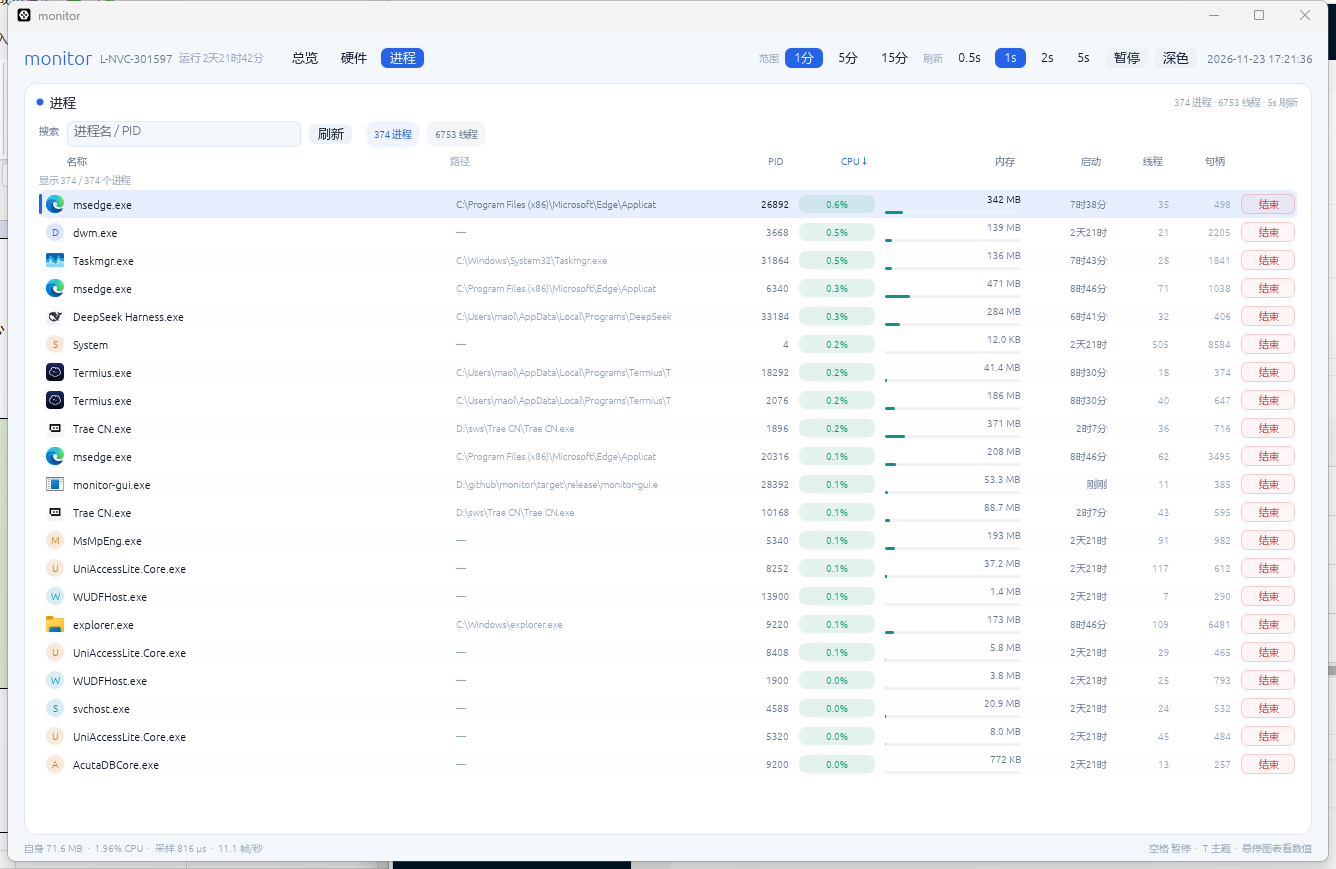 monitor
monitor L-NVC-301597 运行 2天21时42分 总览 硬件 进程 范围 1分 5分 15分 刷新 0.5s 1s 2s 5s 暂停 深色 2026-11-23 17:21:36
进程 374 进程 · 6753 线程 · 5s 刷新
搜索 进程名 / PID 刷新 374 进程 6753 线程
名称 路径 PID CPU↓ 内存 启动 线程 句柄
显示 374 / 374 个进程
msedge.exe C:\Program Files (x86)\Microsoft\Edge\Applicat 26892 0.6% 342 MB 7时38分 35 498 结束
D dwm.exe — 3668 0.5% 139 MB 2天21时 21 2205 结束
Taskmgr.exe C:\Windows\System32\Taskmgr.exe 31864 0.5% 136 MB 7时43分 28 1841 结束
msedge.exe C:\Program Files (x86)\Microsoft\Edge\Applicat 6340 0.3% 471 MB 8时46分 71 1038 结束
DeepSeek Harness.exe C:\Users\maol\AppData\Local\Programs\DeepSeek 33184 0.3% 284 MB 6时41分 32 406 结束
S System — 4 0.2% 12.0 KB 2天21时 505 8584 结束
Termius.exe C:\Users\maol\AppData\Local\Programs\Termius\T 18292 0.2% 41.4 MB 8时30分 18 374 结束
Termius.exe C:\Users\maol\AppData\Local\Programs\Termius\T 2076 0.2% 186 MB 8时30分 40 647 结束
Trae CN.exe D:\sws\Trae CN\Trae CN.exe 1896 0.2% 371 MB 2时7分 36 716 结束
msedge.exe C:\Program Files (x86)\Microsoft\Edge\Applicat 20316 0.1% 208 MB 8时46分 62 3495 结束
monitor-gui.exe D:\github\monitor\target\release\monitor-gui.e 28392 0.1% 53.3 MB 刚刚 11 385 结束
Trae CN.exe D:\sws\Trae CN\Trae CN.exe 10168 0.1% 88.7 MB 2时7分 43 595 结束
M MsMpEng.exe — 5340 0.1% 193 MB 2天21时 91 982 结束
U UniAccessLite.Core.exe — 8252 0.1% 37.2 MB 2天21时 117 612 结束
W WUDFHost.exe — 13900 0.1% 1.4 MB 2天21时 7 290 结束
explorer.exe C:\Windows\explorer.exe 9220 0.1% 173 MB 8时46分 109 6481 结束
U UniAccessLite.Core.exe — 8408 0.1% 5.8 MB 2天21时 29 465 结束
W WUDFHost.exe — 1900 0.0% 3.8 MB 2天21时 25 793 结束
S svchost.exe — 4588 0.0% 20.9 MB 2天21时 24 532 结束
U UniAccessLite.Core.exe — 5320 0.0% 8.0 MB 2天21时 45 484 结束
A AcutaDBCore.exe — 9200 0.0% 772 KB 2天21时 13 257 结束
自身 71.6 MB · 1.96% CPU · 采样 816 µs · 11.1 帧/秒 空格 暂停 · T 主题 · 悬停图表看数值